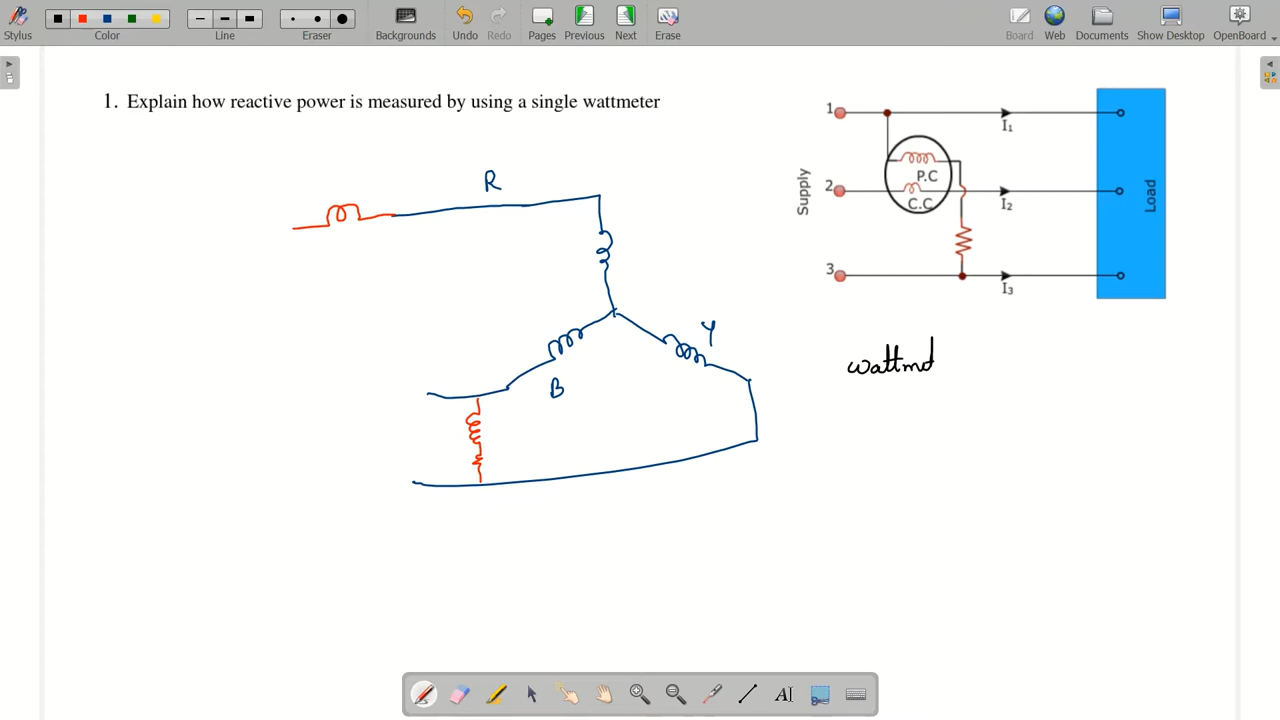 Stylus
Color
Line
Eraser
Backgrounds
Undo
Redo
Pages
Previous
Next
Erase
Board
Web
Documents
Show Desktop
OpenBoard
1. Explain how reactive power is measured by using a single wattmeter
R
Y
B
Supply
1
2
3
P.C
C.C
I₁
I₂
I₃
Load
AI